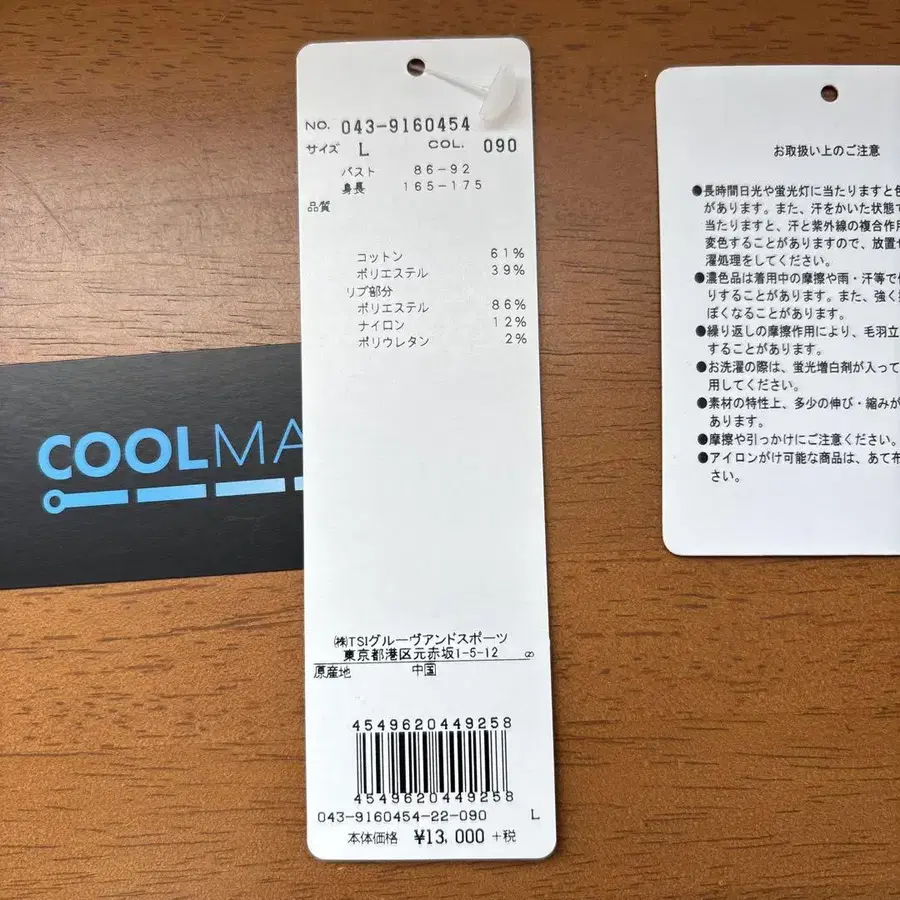 NO. 043-9160454
サイズ L COL. 090
バスト 86-92
身長 165-175
品質
コットン 61%
ポリエステル 39%
リブ部分
ポリエステル 86%
ナイロン 12%
ポリウレタン 2%
㈱TSIグルーヴアンドスポーツ
東京都港区元赤坂1-5-12
原産地 中国
4549620449258
4549620449258
043-9160454-22-090 L
本体価格 ¥13,000 +税
COOLMA
お取扱い上のご注意
●長時間日光や蛍光灯に当たりますと色
があります。また、汗をかいた状態で
当たりますと、汗と紫外線の複合作用
変色することがありますので、放置せ
濯処理をしてください。
●濃色品は着用中の摩擦や雨・汗等で
りすることがあります。また、強く
ぽくなることがあります。
●繰り返しの摩擦作用により、毛羽立
することがあります。
●お洗濯の際は、蛍光増白剤が入って
用してください。
●素材の特性上、多少の伸び・縮みが
あります。
●摩擦や引っかけにご注意ください。
●アイロンがけ可能な商品は、あて布
さい。